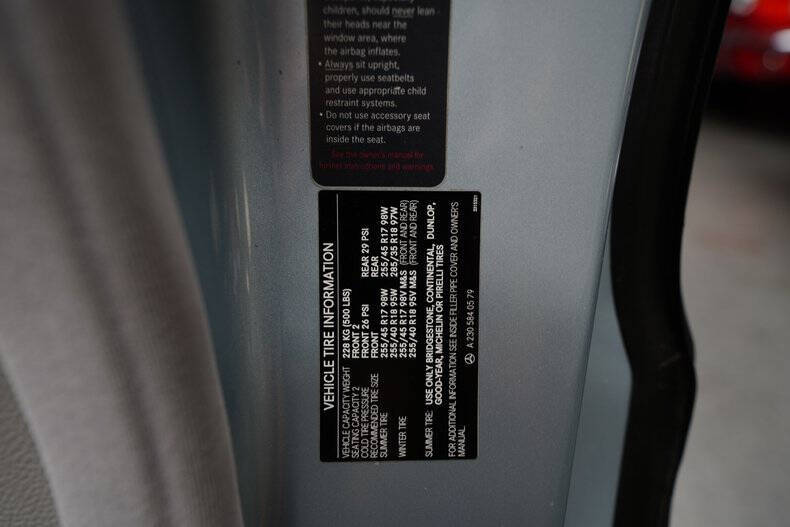 children, should never lean
their heads near the
window area, where
the airbag inflates.
• Always sit upright,
properly use seatbelts
and use appropriate child
restraint systems.
• Do not use accessory seat
covers if the airbags are
inside the seat.
See the owner's manual for
further instructions and warnings.
VEHICLE TIRE INFORMATION
VEHICLE CAPACITY WEIGHT 228 KG (500 LBS)
SEATING CAPACITY 2 FRONT 2
COLD TIRE PRESSURE FRONT 26 PSI REAR 29 PSI
RECOMMENDED TIRE SIZE FRONT REAR
SUMMER TIRE 255/45 R17 98W 255/45 R17 98W
255/40 R18 95W 285/35 R18 97W
WINTER TIRE 255/45 R17 98V M&S (FRONT AND REAR)
255/40 R18 95V M&S (FRONT AND REAR)
SUMMER TIRE: USE ONLY BRIDGESTONE, CONTINENTAL, DUNLOP,
GOOD-YEAR, MICHELIN OR PIRELLI TIRES
FOR ADDITIONAL INFORMATION SEE INSIDE FILLER PIPE COVER AND OWNER'S
MANUAL.
A 230 584 05 79